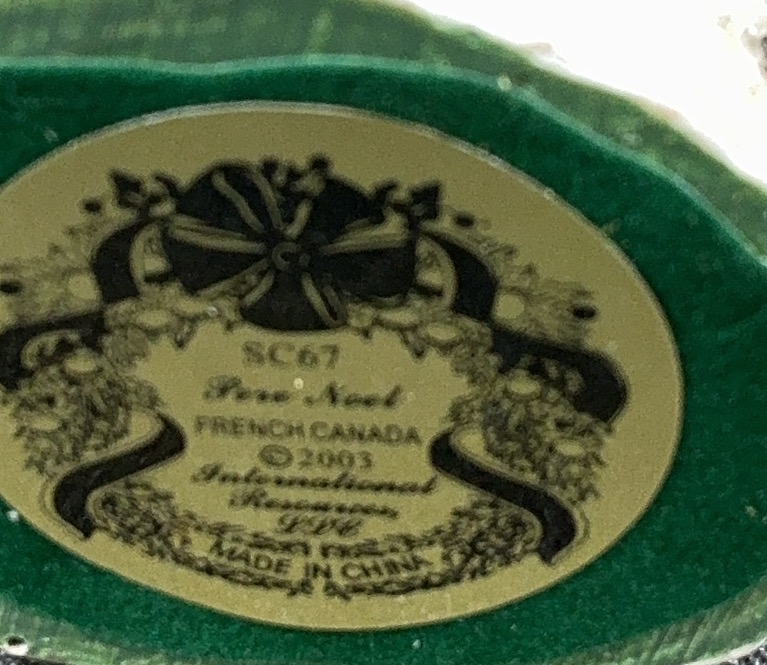 SC67
Pere Noel
FRENCH CANADA
©2003
International
Resources
LLC
MADE IN CHINA